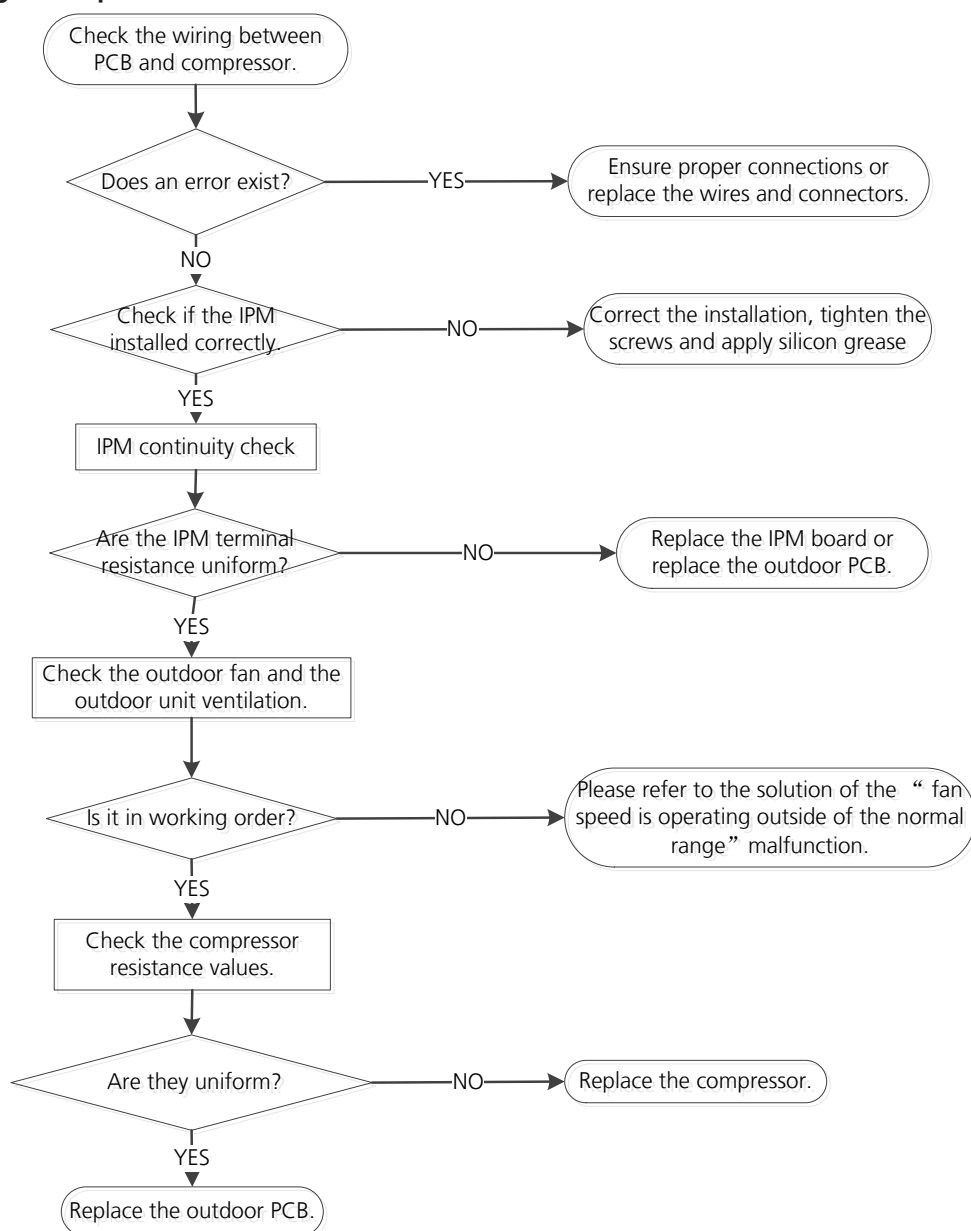 Check the wiring between
PCB and compressor.
Does an error exist?
YES
Ensure proper connections or
replace the wires and connectors.
NO
Check if the IPM
installed correctly.
NO
Correct the installation, tighten the
screws and apply silicon grease
YES
IPM continuity check
Are the IPM terminal
resistance uniform?
NO
Replace the IPM board or
replace the outdoor PCB.
YES
Check the outdoor fan and the
outdoor unit ventilation.
Is it in working order?
NO
Please refer to the solution of the “ fan
speed is operating outside of the normal
range” malfunction.
YES
Check the compressor
resistance values.
Are they uniform?
NO
Replace the compressor.
YES
Replace the outdoor PCB.